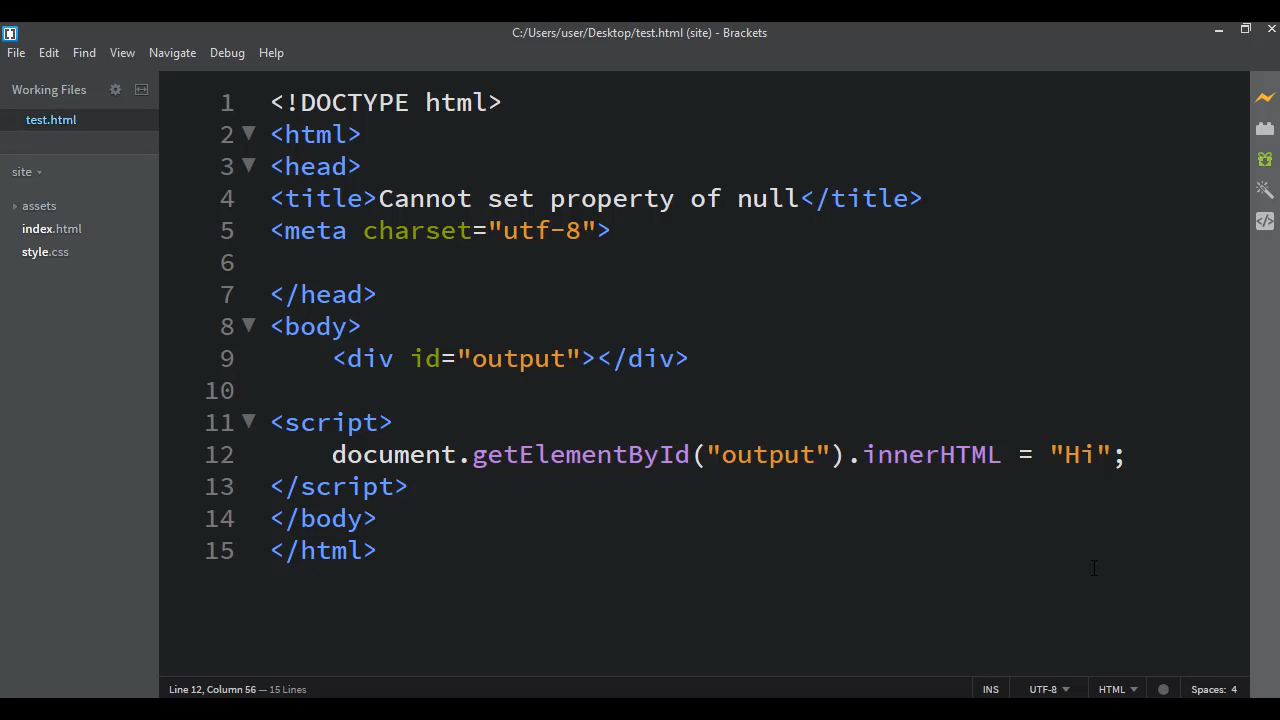 C:/Users/user/Desktop/test.html (site) - Brackets
File Edit Find View Navigate Debug Help
Working Files
test.html
site
assets
index.html
style.css
1 <!DOCTYPE html>
2 <html>
3 <head>
4 <title>Cannot set property of null</title>
5 <meta charset="utf-8">
6
7 </head>
8 <body>
9 <div id="output"></div>
10
11 <script>
12 document.getElementById("output").innerHTML = "Hi";
13 </script>
14 </body>
15 </html>
Line 12, Column 56 — 15 Lines INS UTF-8 HTML Spaces: 4